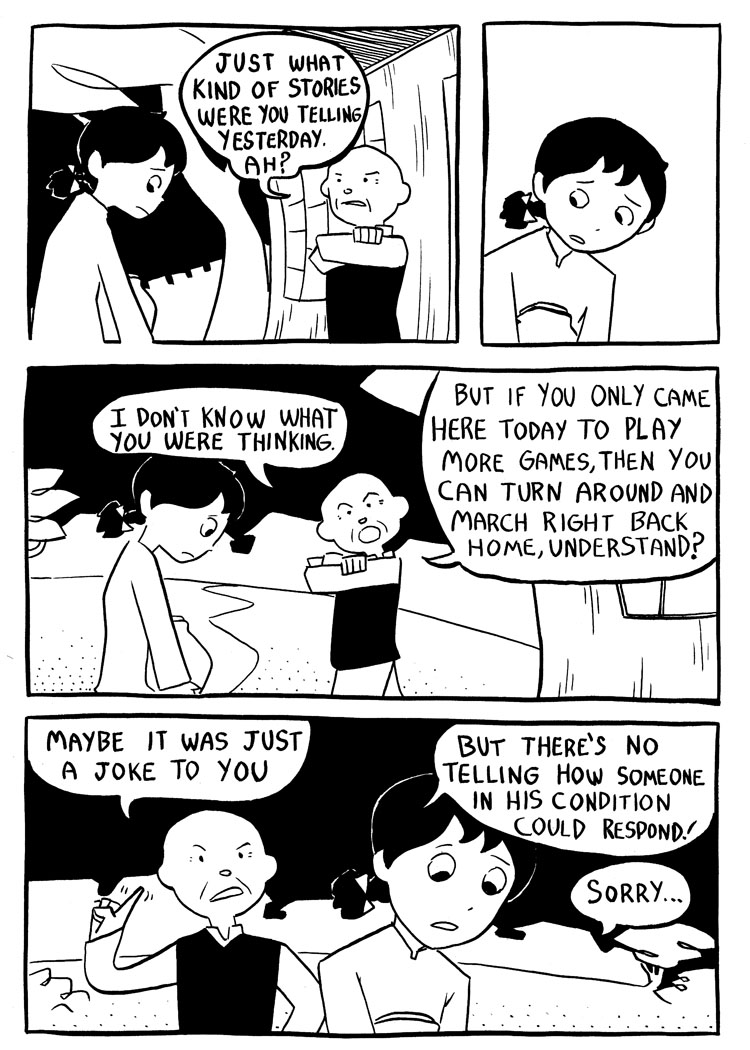 JUST WHAT
KIND OF STORIES
WERE YOU TELLING
YESTERDAY.
AH?
I DON'T KNOW WHAT
YOU WERE THINKING.
BUT IF YOU ONLY CAME
HERE TODAY TO PLAY
MORE GAMES, THEN YOU
CAN TURN AROUND AND
MARCH RIGHT BACK
HOME, UNDERSTAND?
MAYBE IT WAS JUST
A JOKE TO YOU
BUT THERE'S NO
TELLING HOW SOMEONE
IN HIS CONDITION
COULD RESPOND!
SORRY...